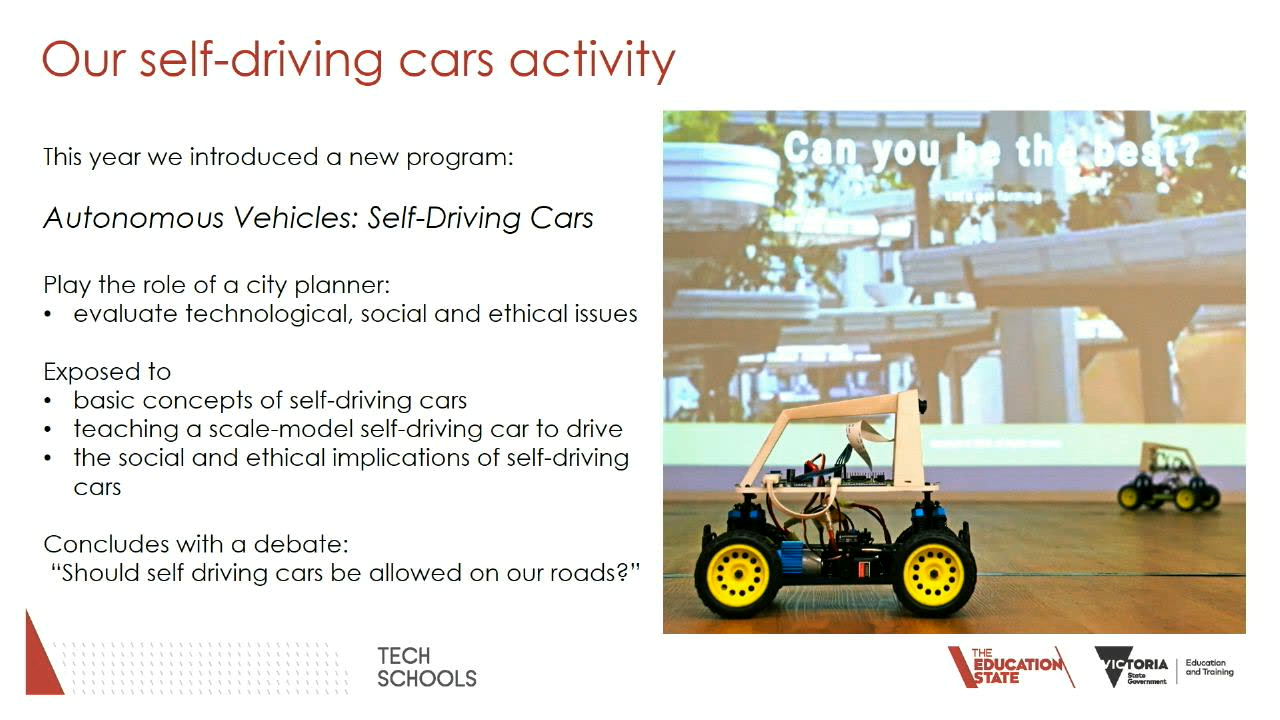 Our self-driving cars activity
This year we introduced a new program:
Autonomous Vehicles: Self-Driving Cars
Play the role of a city planner:
• evaluate technological, social and ethical issues
Exposed to
• basic concepts of self-driving cars
• teaching a scale-model self-driving car to drive
• the social and ethical implications of self-driving
cars
Concludes with a debate:
“Should self driving cars be allowed on our roads?”
Can you be the best?
TECH
SCHOOLS
THE
EDUCATION
STATE
VICTORIA
State
Government
Education
and Training